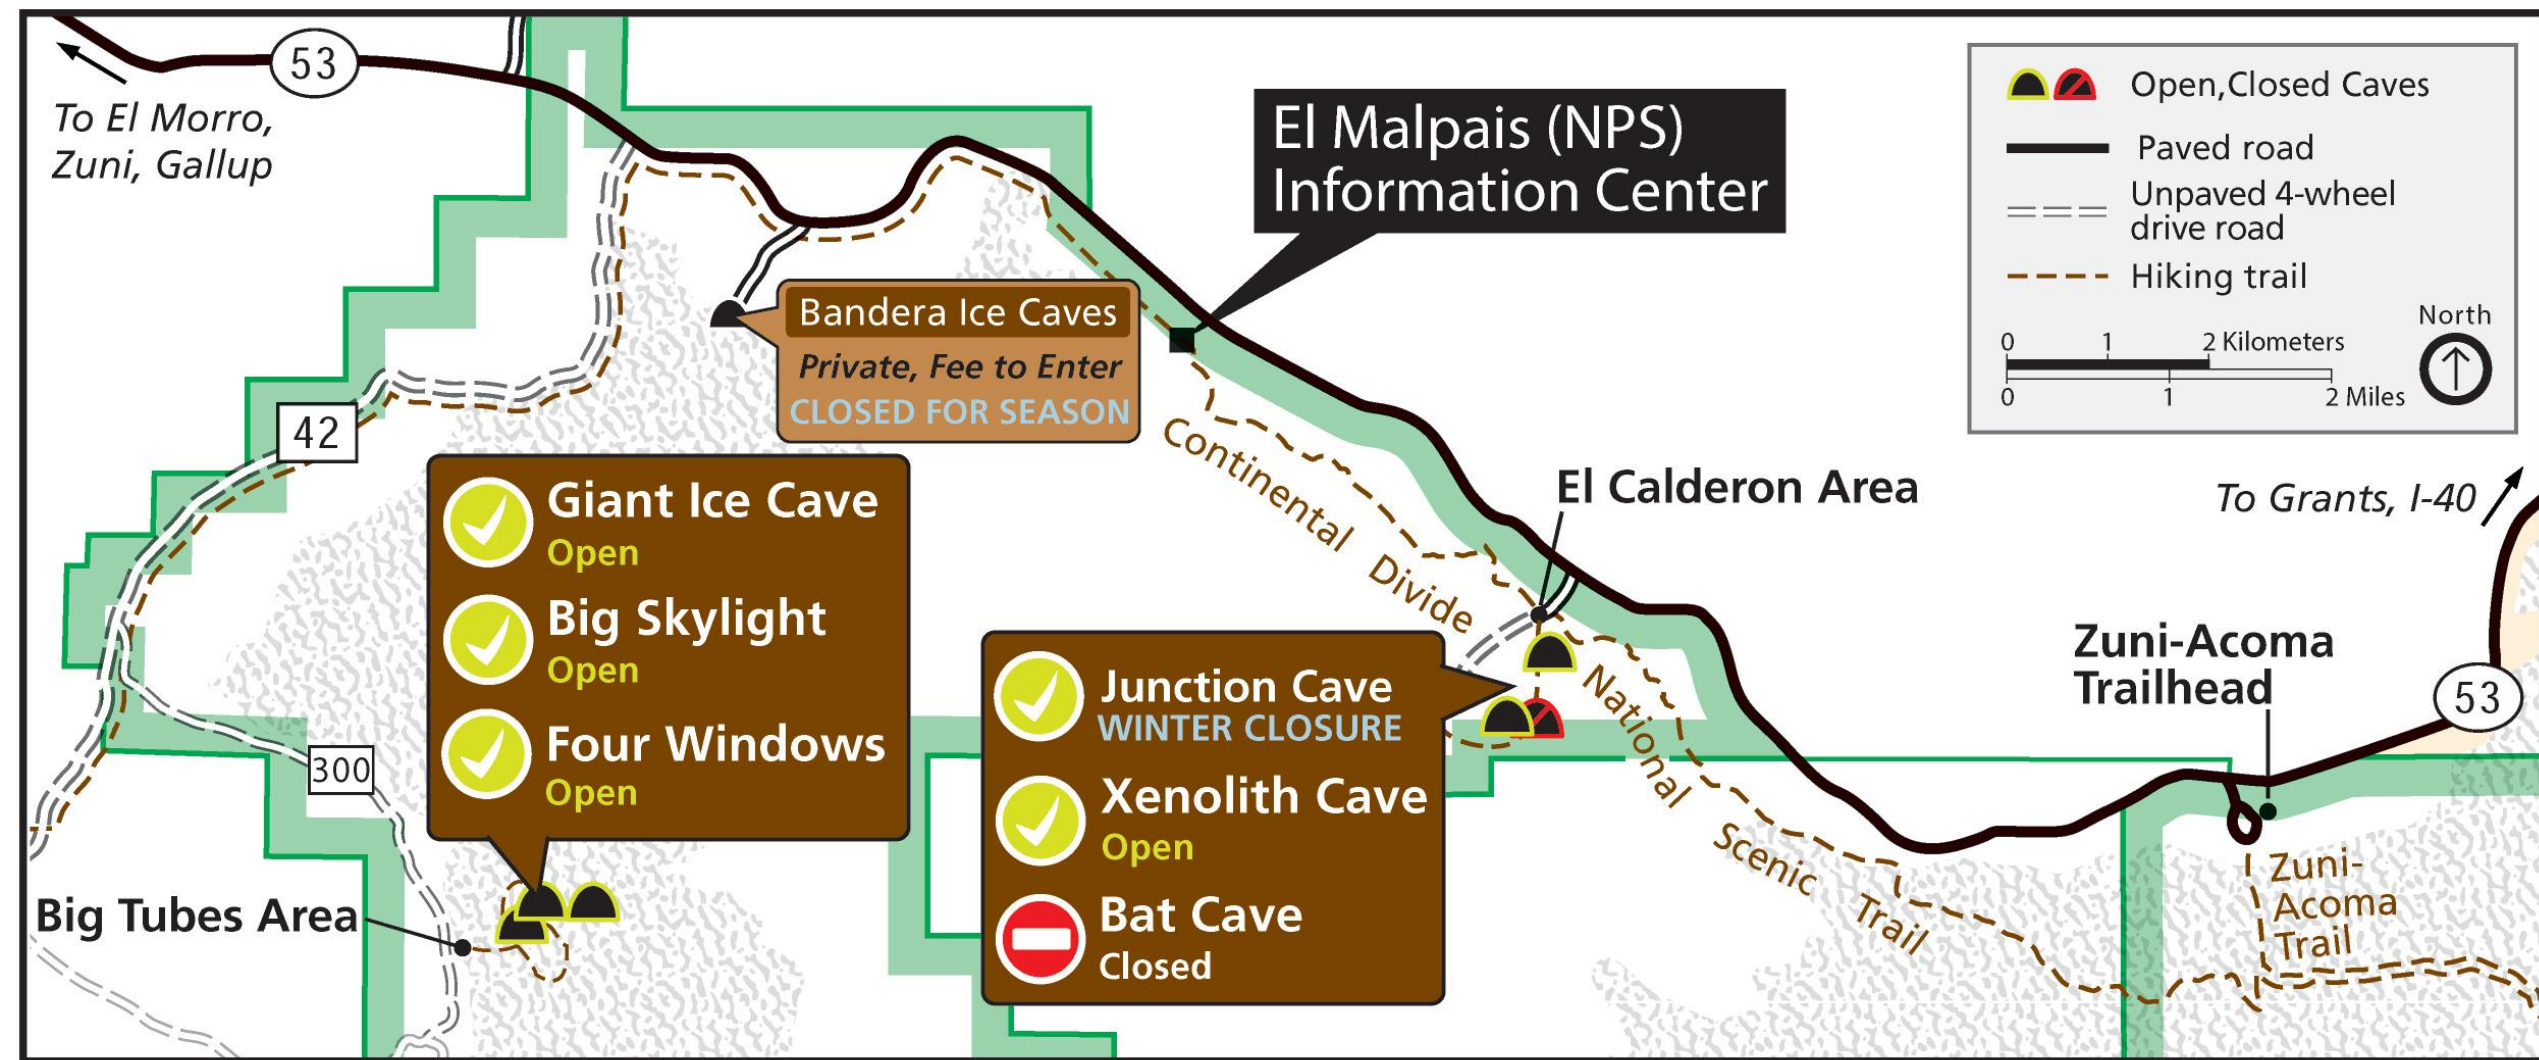 53
To El Morro,
Zuni, Gallup
El Malpais (NPS)
Information Center
Open,Closed Caves
Paved road
Unpaved 4-wheel
drive road
Hiking trail
North
0 1 2 Kilometers
0 1 2 Miles
Bandera Ice Caves
Private, Fee to Enter
CLOSED FOR SEASON
42
Continental Divide National Scenic Trail
El Calderon Area
To Grants, I-40
Giant Ice Cave
Open
Big Skylight
Open
Four Windows
Open
Junction Cave
WINTER CLOSURE
Xenolith Cave
Open
Bat Cave
Closed
Zuni-Acoma
Trailhead
53
300
Big Tubes Area
Zuni-
Acoma
Trail